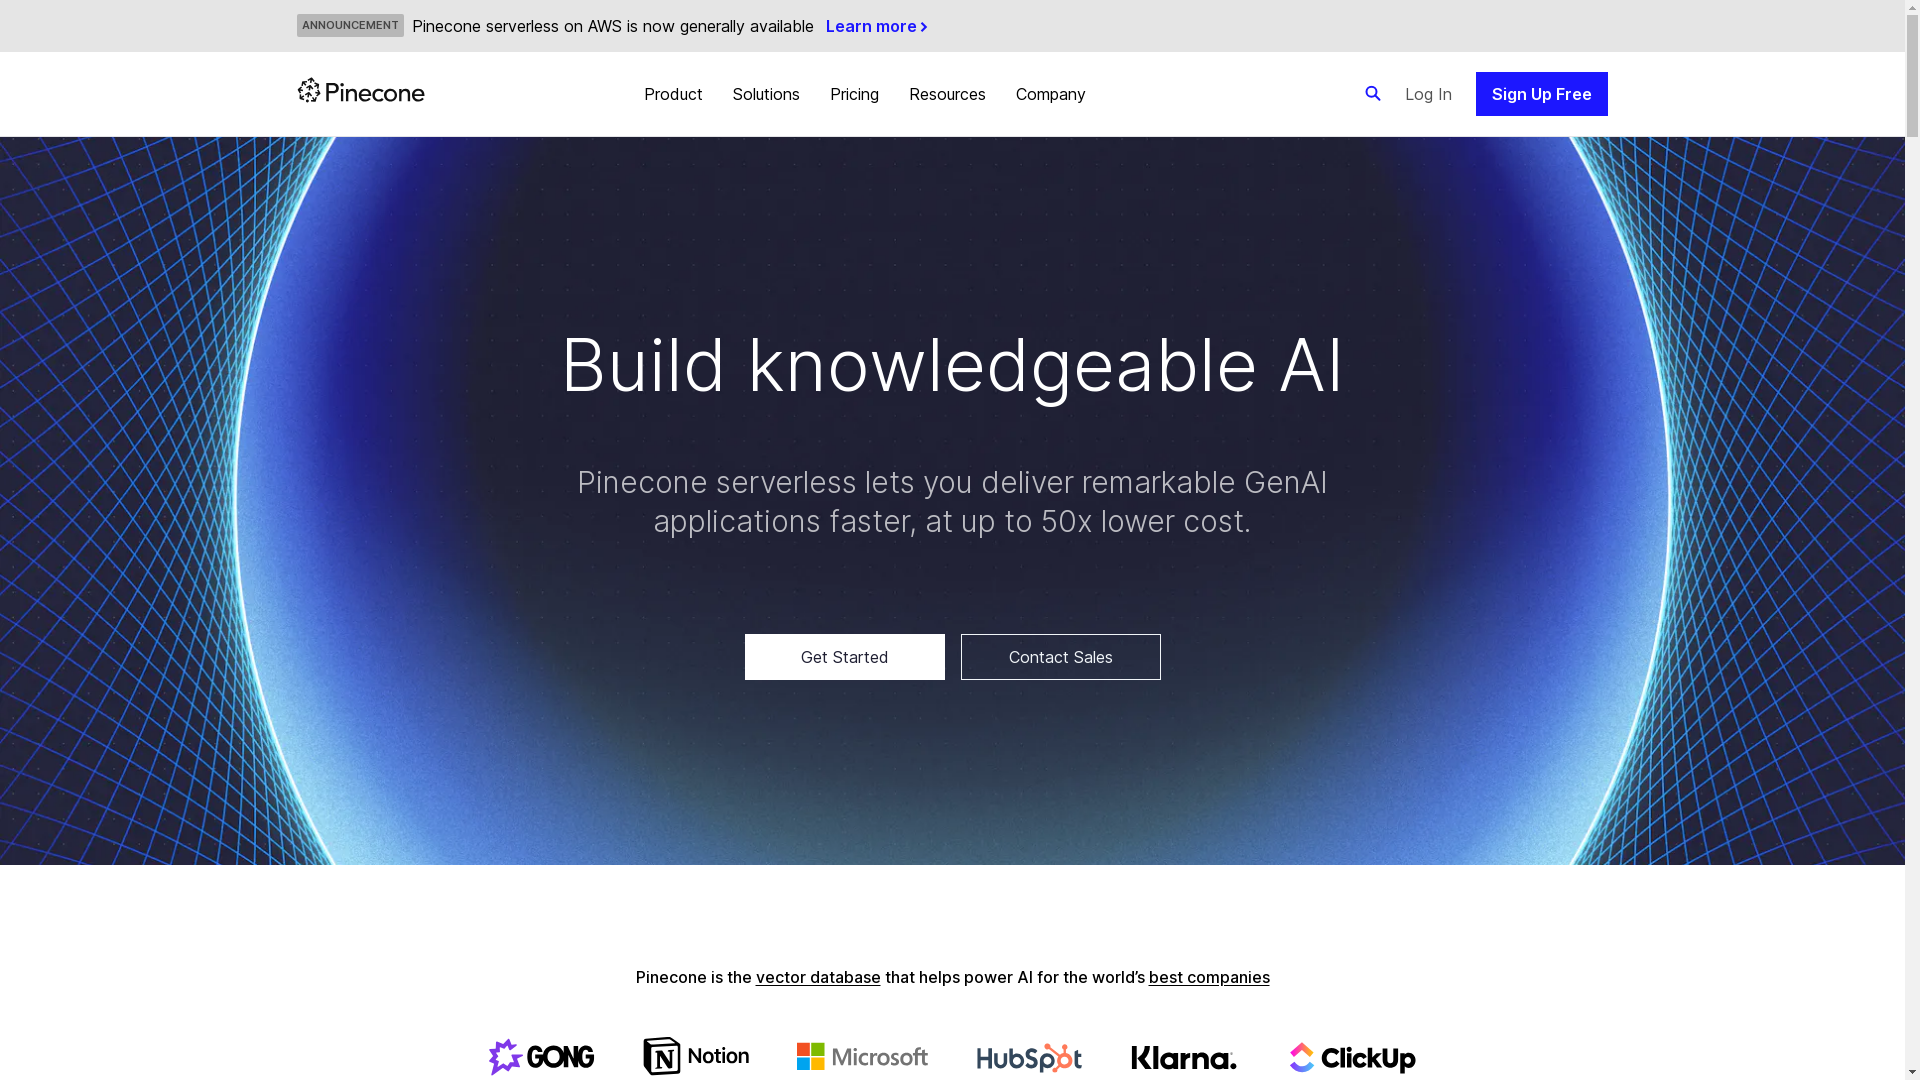 ANNOUNCEMENT Pinecone serverless on AWS is now generally available Learn more
Pinecone Product Solutions Pricing Resources Company Log In Sign Up Free
Build knowledgeable AI
Pinecone serverless lets you deliver remarkable GenAI
applications faster, at up to 50x lower cost.
Get Started Contact Sales
Pinecone is the vector database that helps power AI for the world’s best companies
GONG Notion Microsoft HubSpot Klarna. ClickUp